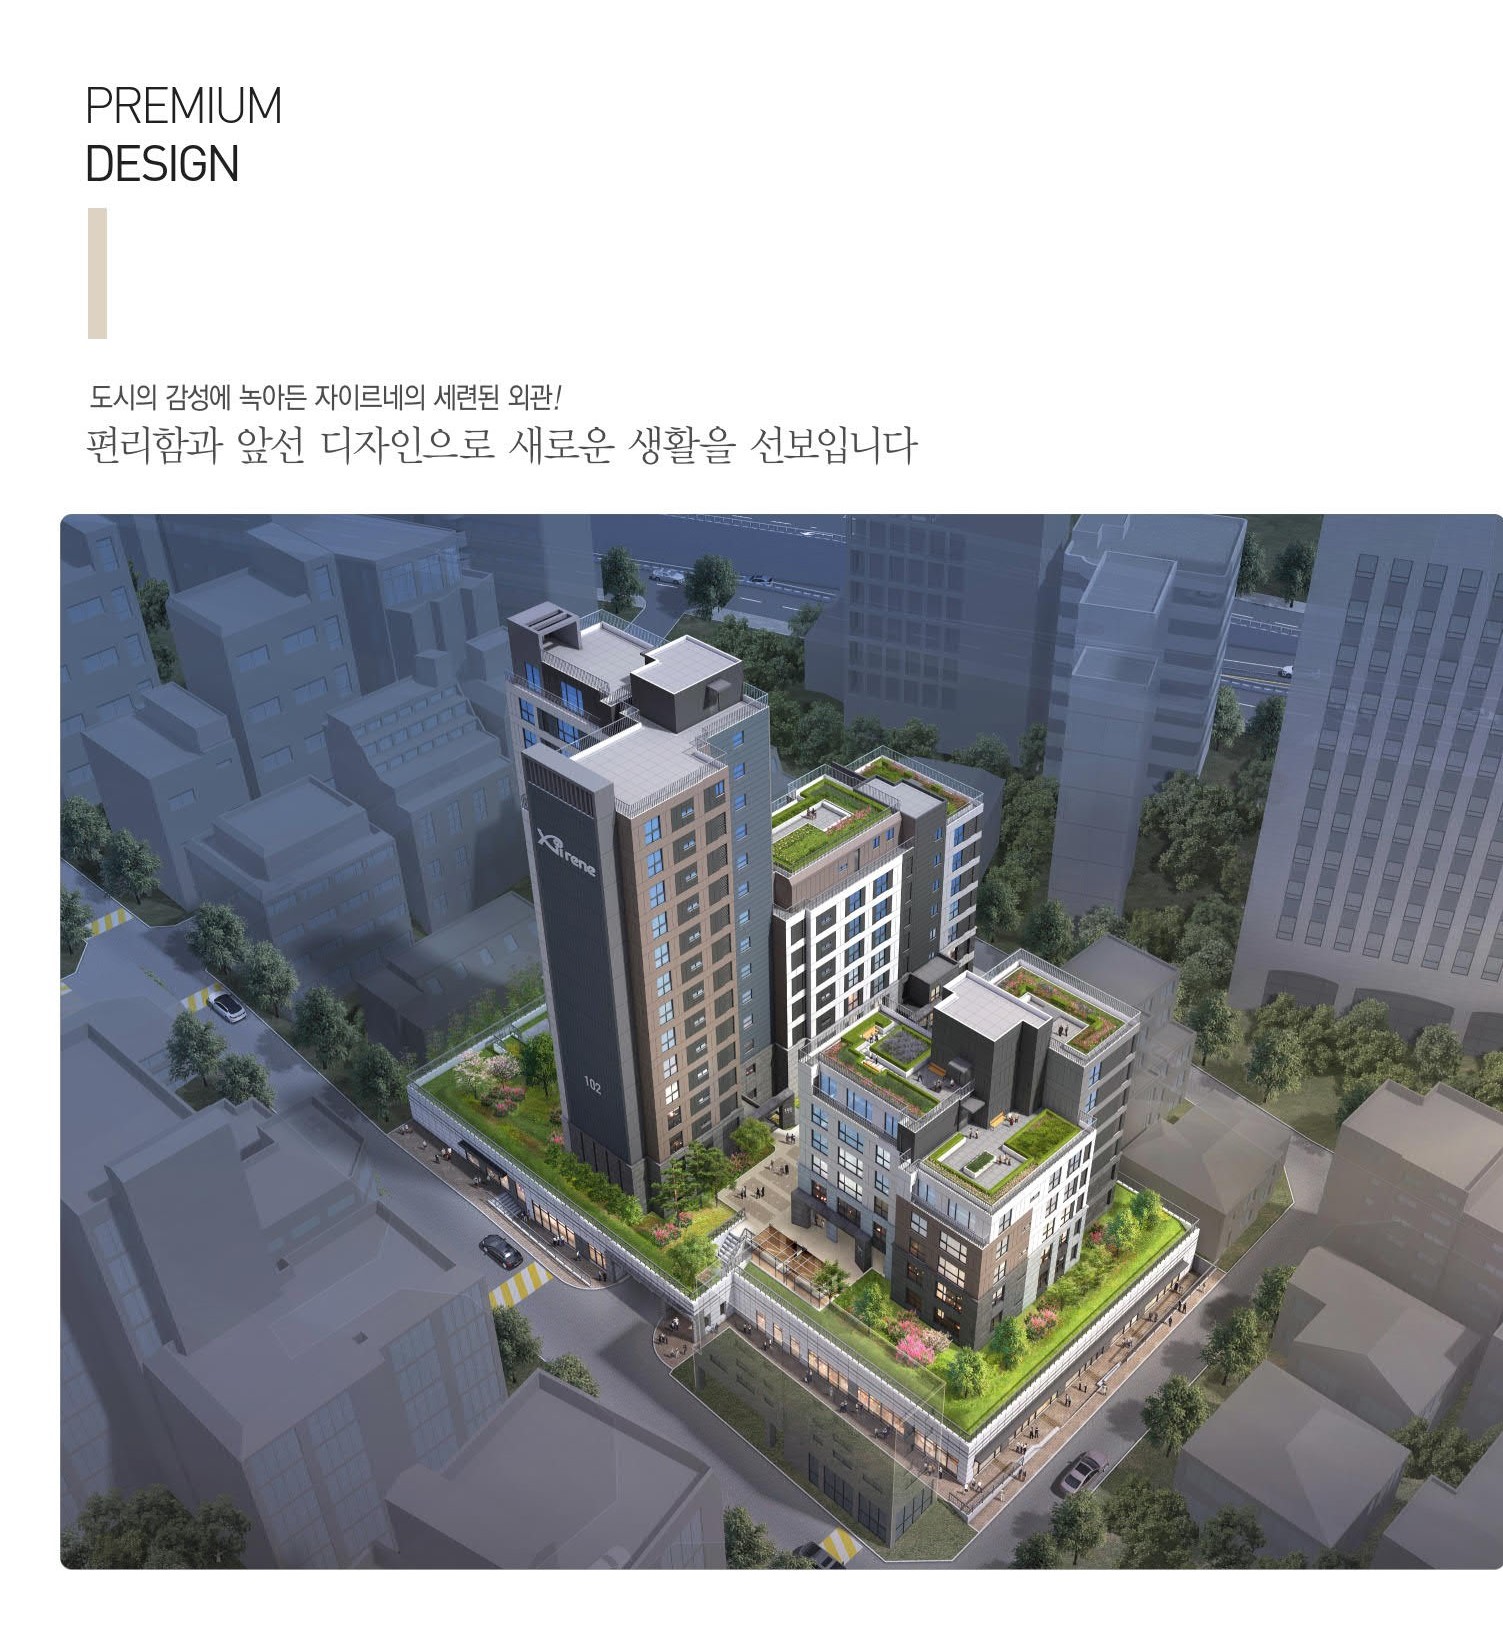 PREMIUM
DESIGN
도시의 감성에 녹아든 자이르네의 세련된 외관!
편리함과 앞선 디자인으로 새로운 생활을 선보입니다
Xirene
102